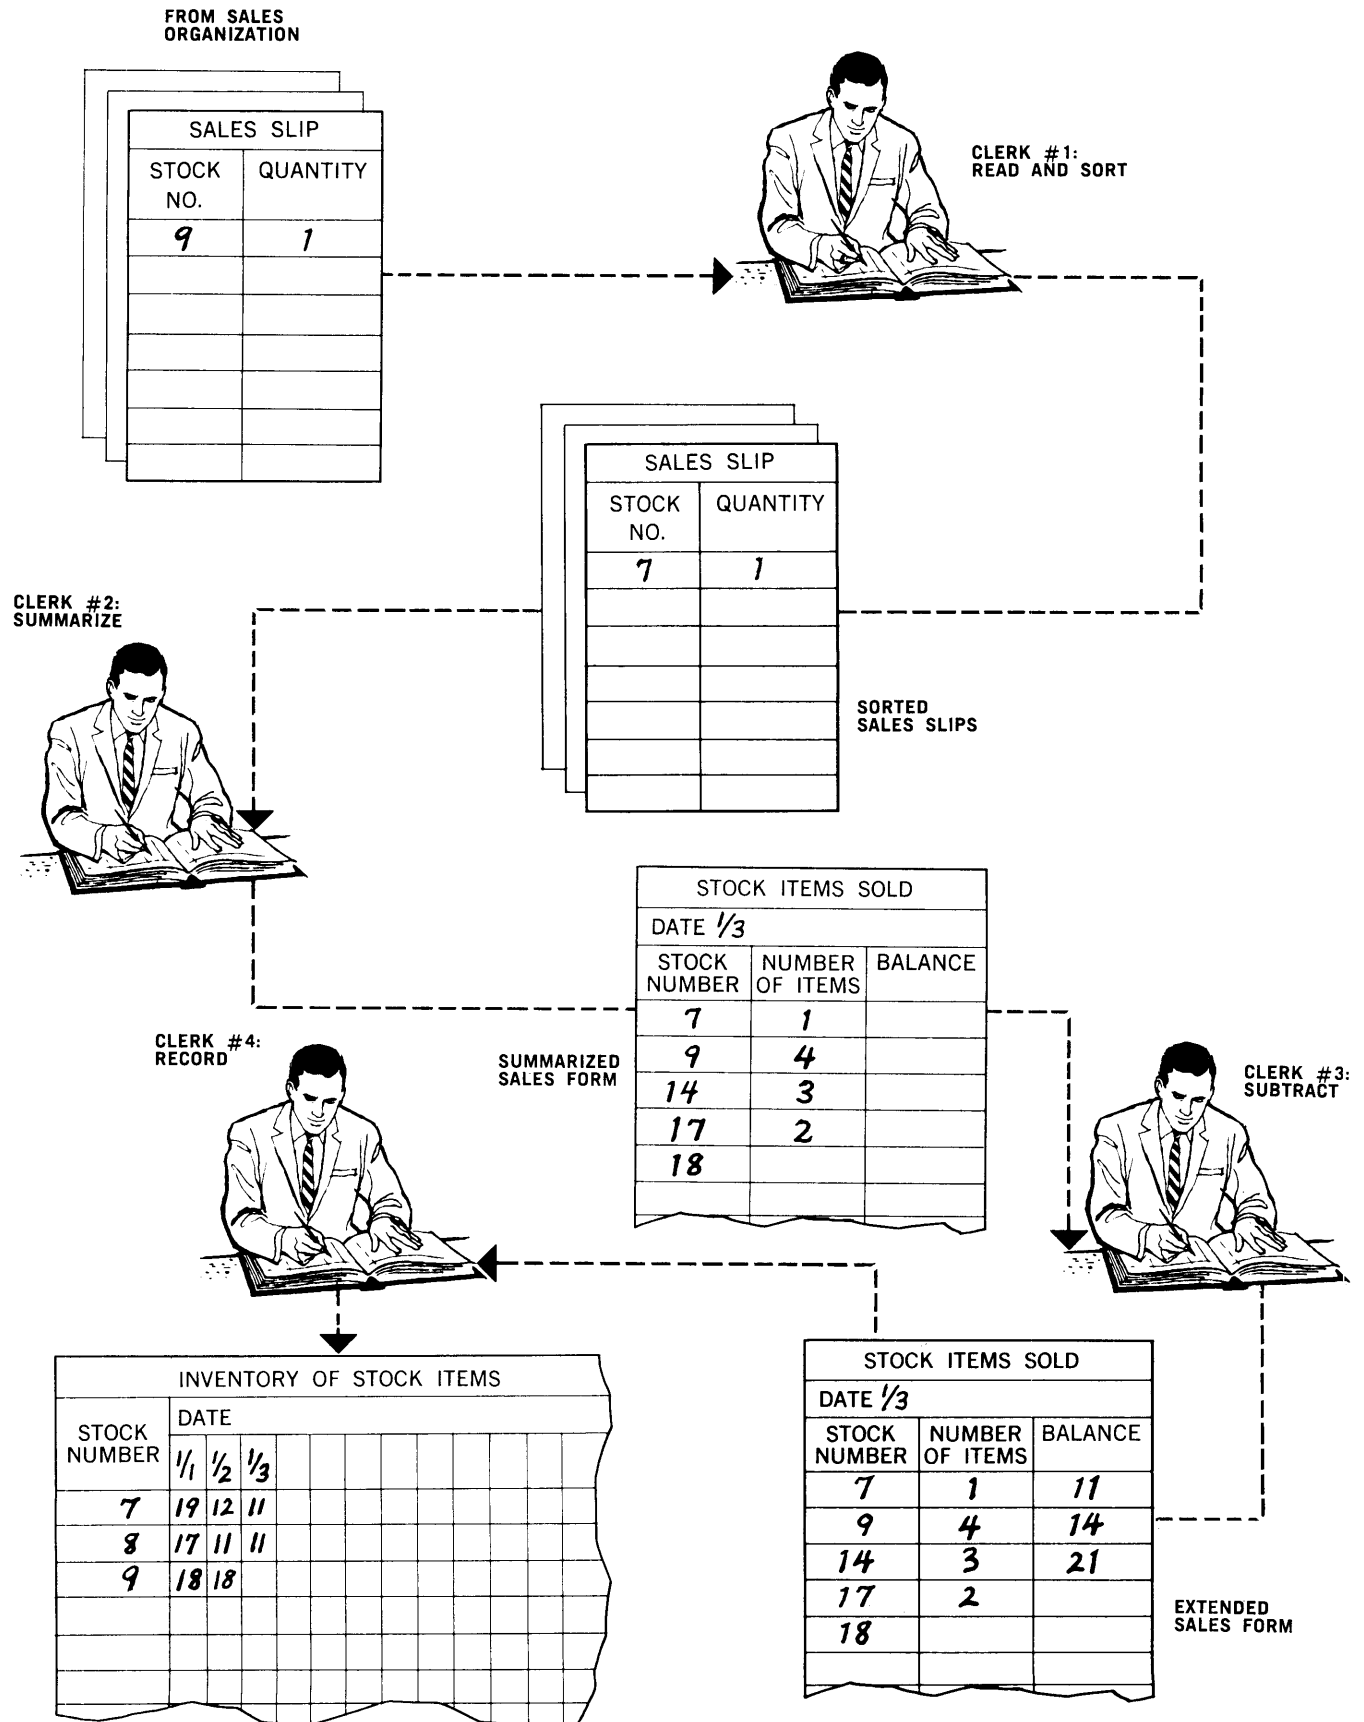 FROM SALES
ORGANIZATION
SALES SLIP
STOCK NO. QUANTITY
9 1
CLERK #1:
READ AND SORT
SALES SLIP
STOCK NO. QUANTITY
7 1
SORTED
SALES SLIPS
CLERK #2:
SUMMARIZE
STOCK ITEMS SOLD
DATE 1/3
STOCK NUMBER NUMBER OF ITEMS BALANCE
7 1
9 4
14 3
17 2
18
SUMMARIZED
SALES FORM
CLERK #3:
SUBTRACT
STOCK ITEMS SOLD
DATE 1/3
STOCK NUMBER NUMBER OF ITEMS BALANCE
7 1 11
9 4 14
14 3 21
17 2
18
EXTENDED
SALES FORM
CLERK #4:
RECORD
INVENTORY OF STOCK ITEMS
STOCK NUMBER DATE
1/1 1/2 1/3
7 19 12 11
8 17 11 11
9 18 18